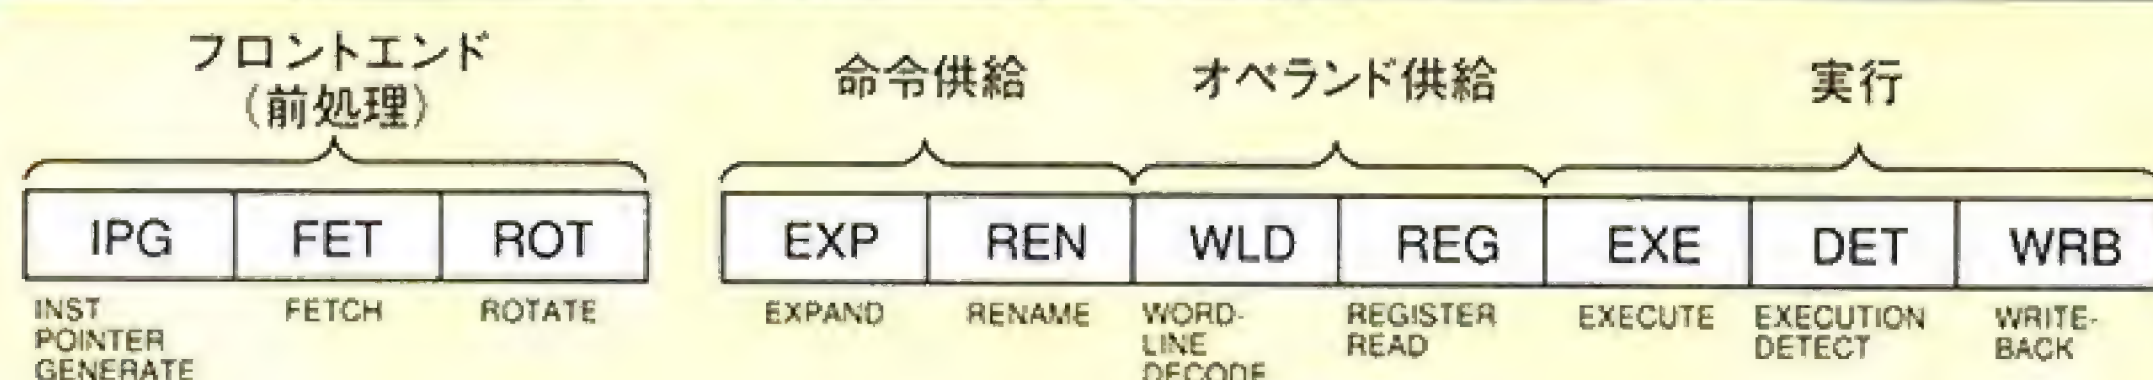 フロントエンド
（前処理）
命令供給
オペランド供給
実行
IPG
FET
ROT
EXP
REN
WLD
REG
EXE
DET
WRB
INST
POINTER
GENERATE
FETCH
ROTATE
EXPAND
RENAME
WORD-
LINE
DECODE
REGISTER
READ
EXECUTE
EXECUTION
DETECT
WRITE-
BACK